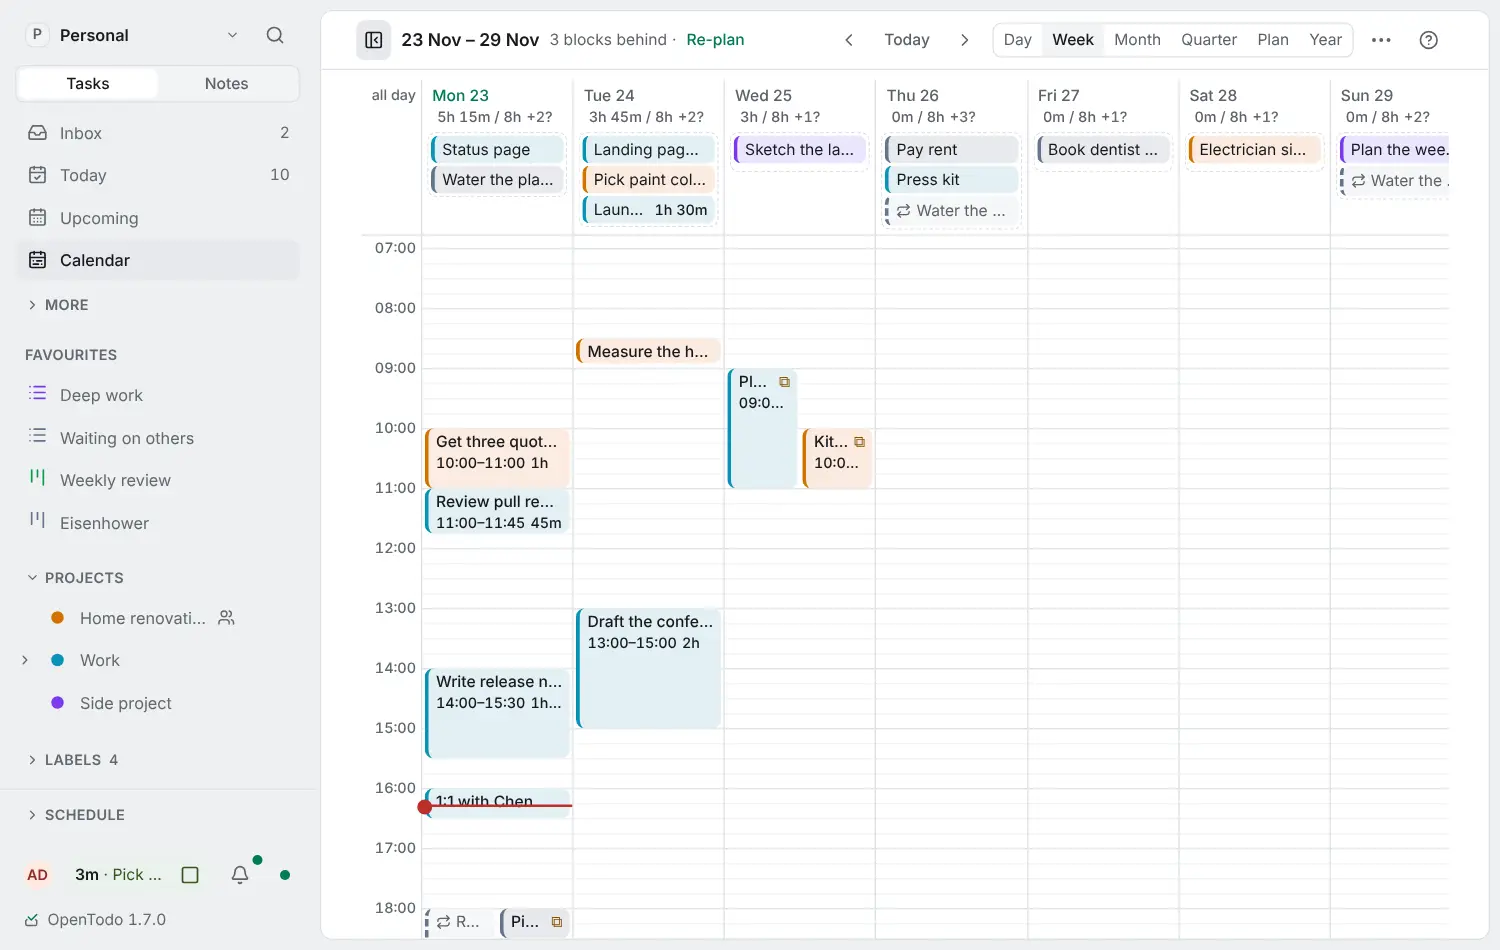 P Personal
Tasks Notes
Inbox 2
Today 10
Upcoming
Calendar
MORE
FAVOURITES
Deep work
Waiting on others
Weekly review
Eisenhower
PROJECTS
Home renovati...
Work
Side project
LABELS 4
SCHEDULE
AD 3m · Pick ...
OpenTodo 1.7.0
23 Nov – 29 Nov 3 blocks behind · Re-plan
Today
Day Week Month Quarter Plan Year
all day
Mon 23
5h 15m / 8h +2?
Status page
Water the pla...
Tue 24
3h 45m / 8h +2?
Landing pag...
Pick paint col...
Laun... 1h 30m
Wed 25
3h / 8h +1?
Sketch the la...
Thu 26
0m / 8h +3?
Pay rent
Press kit
Water the ...
Fri 27
0m / 8h +1?
Book dentist ...
Sat 28
0m / 8h +1?
Electrician si...
Sun 29
0m / 8h +2?
Plan the wee.
Water the .
07:00
08:00
09:00
10:00
11:00
12:00
13:00
14:00
15:00
16:00
17:00
18:00
Get three quot...
10:00–11:00 1h
Review pull re...
11:00–11:45 45m
Write release n...
14:00–15:30 1h...
1:1 with Chen
R...
Pi...
Measure the h...
Draft the confe...
13:00–15:00 2h
Pl...
09:0...
Kit...
10:0...